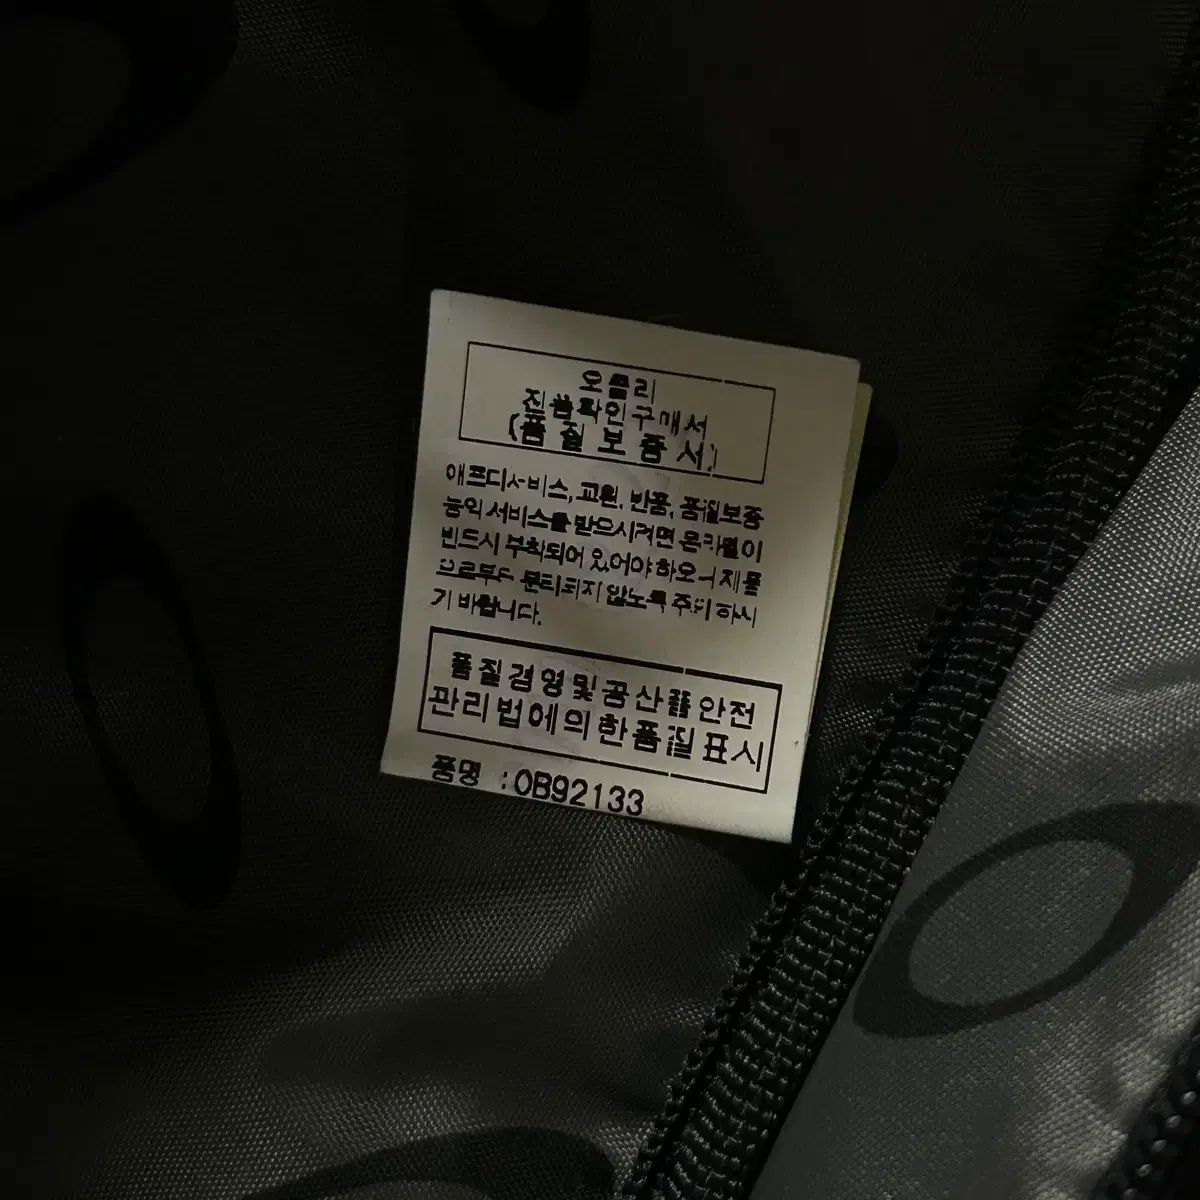 오클리
진품확인구매서
(품질보증서)
애프터서비스, 교환, 반품, 품질보증
등의 서비스를 받으시려면 본 라벨이
반드시 부착되어 있어야 하오니 제품
으로부터 분리되지 않도록 주의 하시
기 바랍니다.
품질경영및공산품안전
관리법에의한품질표시
품명 :OB92133